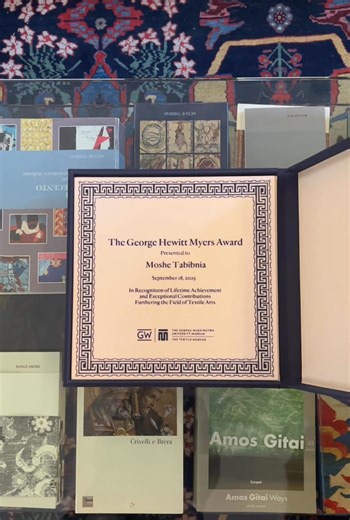 The George Hewitt Myers Award
Presented to
Moshe Tabibnia
September 18, 2025
In Recognition of Lifetime Achievement
and Exceptional Contributions
Furthering the Field of Textile Arts
GW
THE GEORGE WASHINGTON
UNIVERSITY MUSEUM
THE TEXTILE MUSEUM
Crivelli e Brera
Amos Gitai
Carpet
Amos Gitai Ways